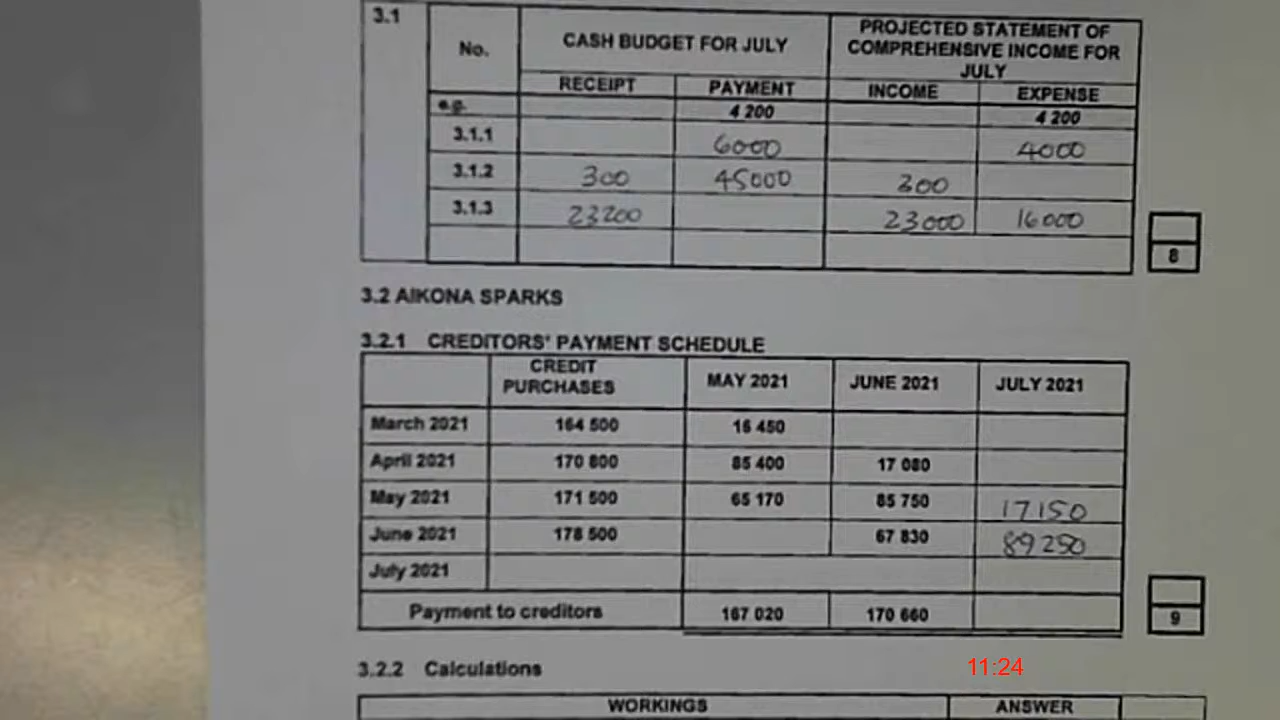 3.1
No.
CASH BUDGET FOR JULY
PROJECTED STATEMENT OF COMPREHENSIVE INCOME FOR JULY
RECEIPT PAYMENT INCOME EXPENSE
e.g. 4 200 4 200
3.1.1 6000 4000
3.1.2 300 45000 300
3.1.3 23200 23000 16000
8
3.2 AIKONA SPARKS
3.2.1 CREDITORS' PAYMENT SCHEDULE
CREDIT PURCHASES MAY 2021 JUNE 2021 JULY 2021
March 2021 164 500 16 450
April 2021 170 800 85 400 17 080
May 2021 171 500 65 170 85 750 17150
June 2021 178 500 67 830 89250
July 2021
Payment to creditors 167 020 170 660
9
3.2.2 Calculations
11:24
WORKINGS ANSWER